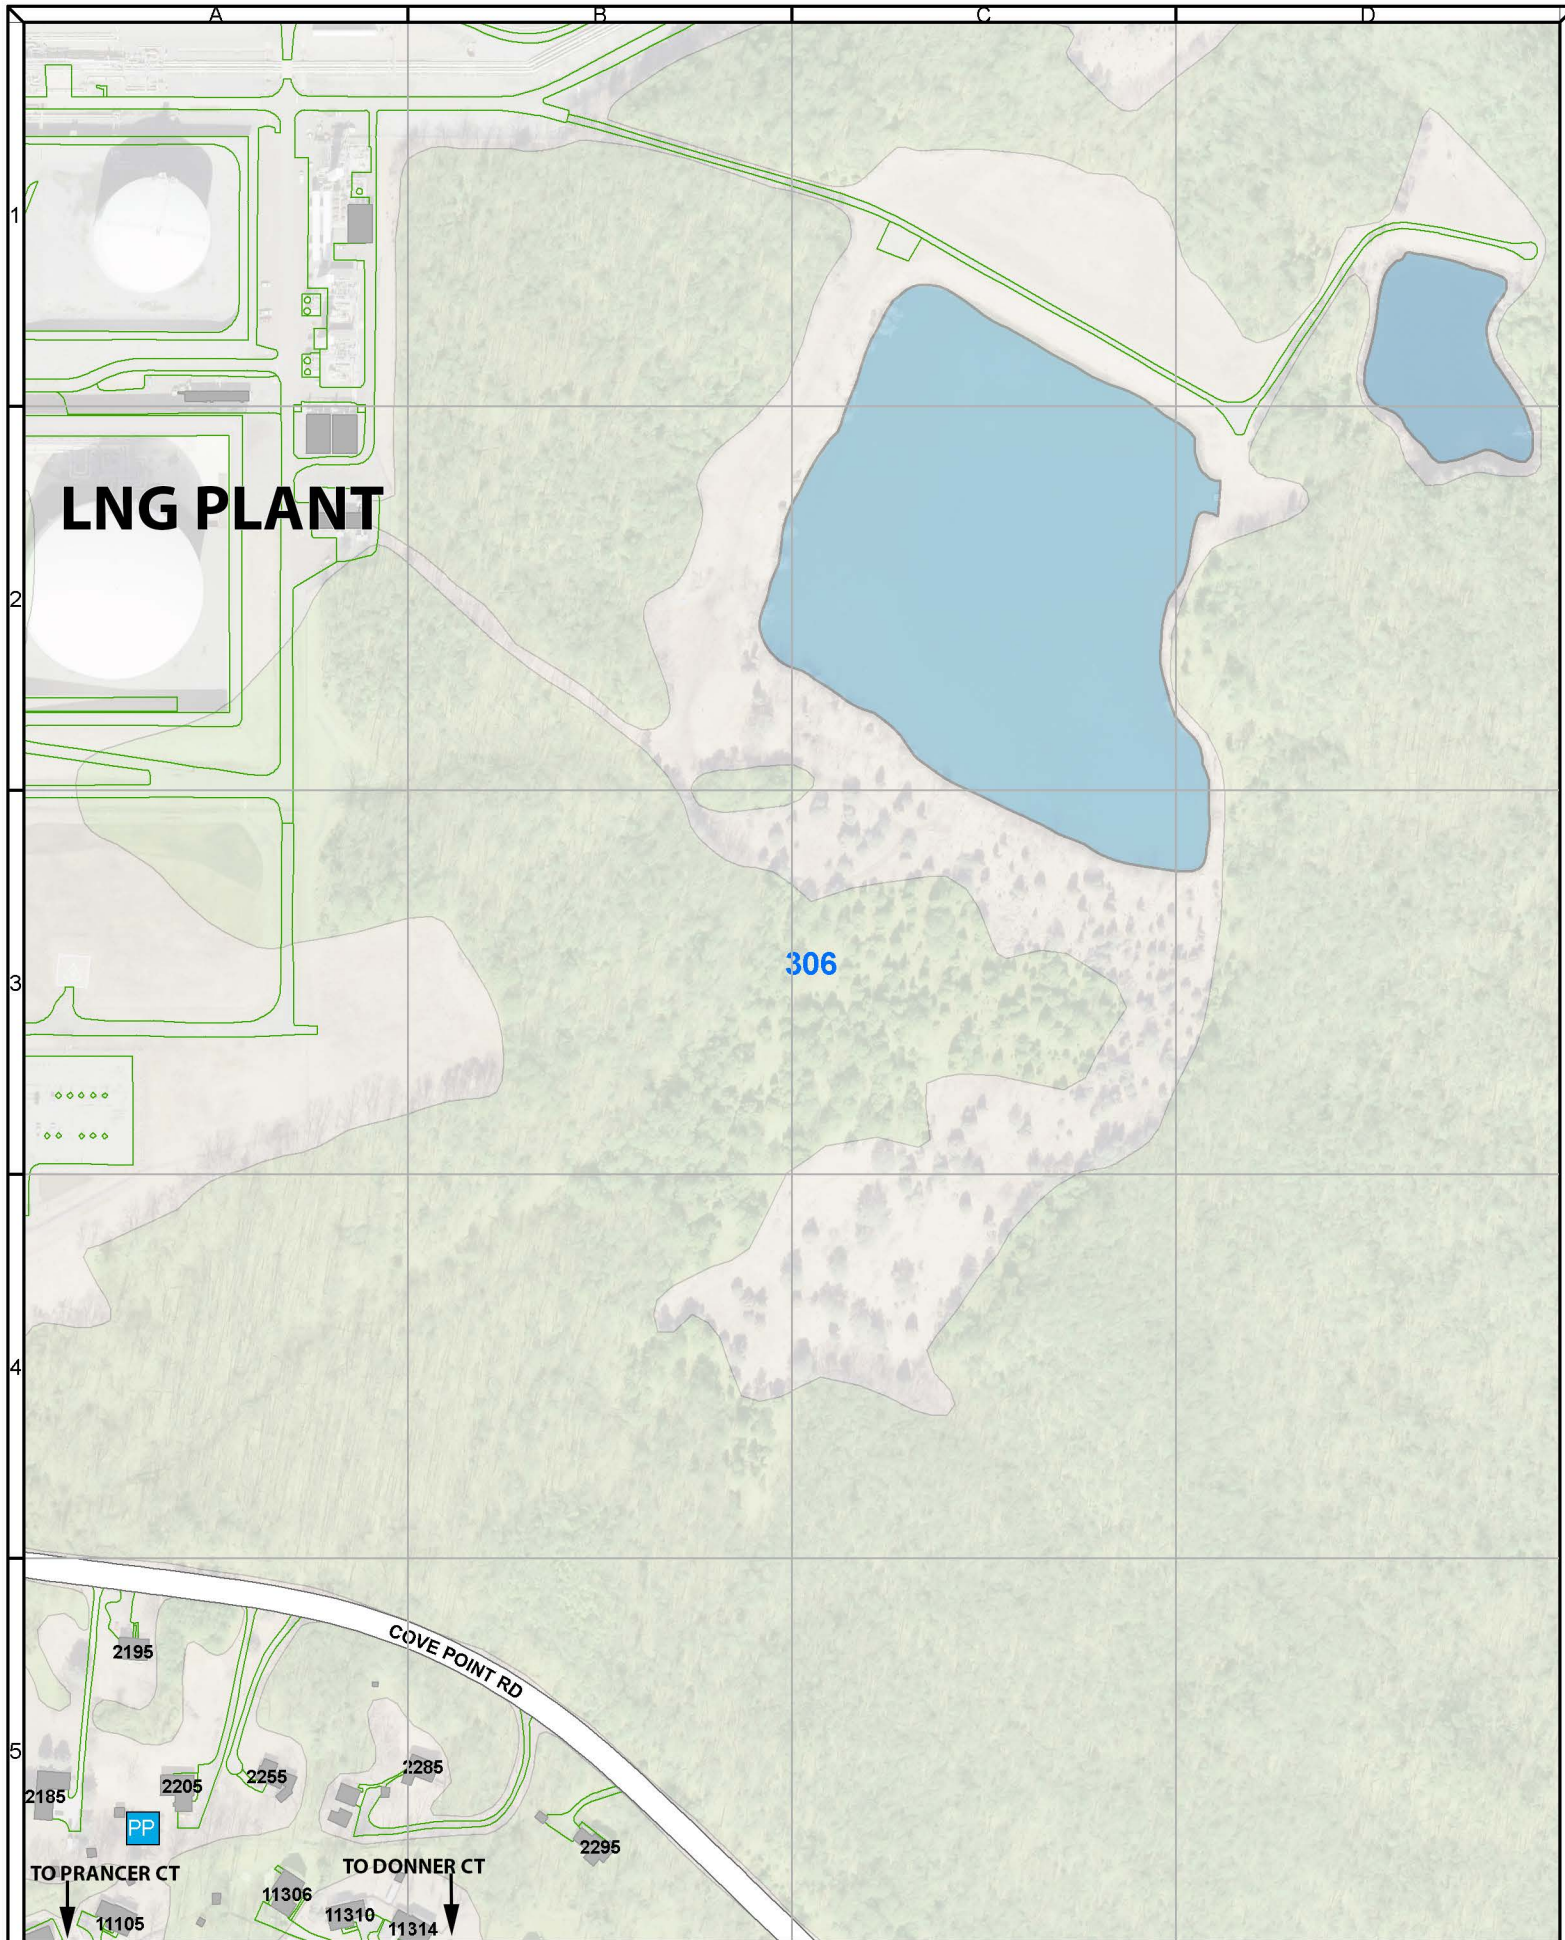 A B C D
1
LNG PLANT
2
306
3
4
COVE POINT RD
2195
5
2285
2255
2205
2185
PP
2295
TO DONNER CT
TO PRANCER CT
11306
11310
11105
11314